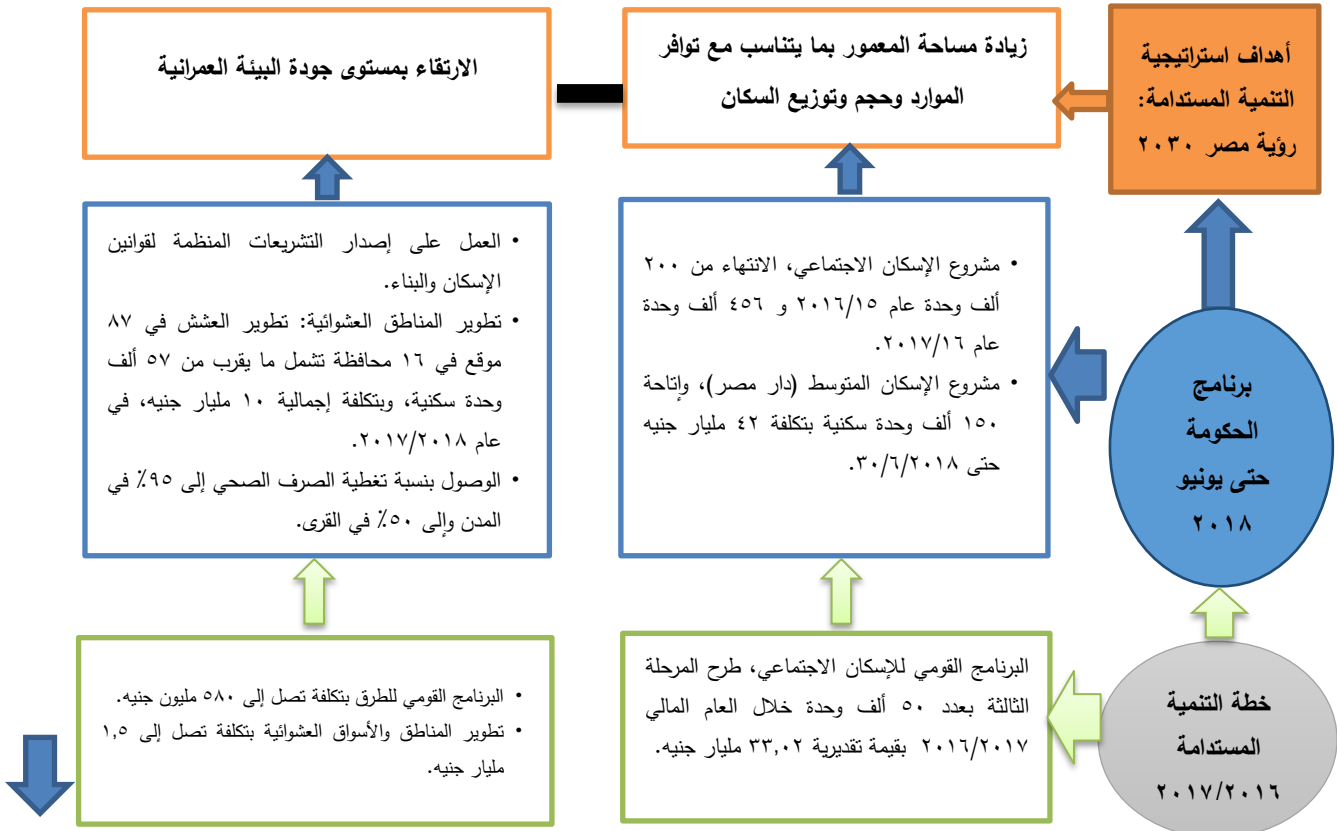 أهداف استراتيجية
التنمية المستدامة:
رؤية مصر ٢٠٣٠
زيادة مساحة المعمور بما يتناسب مع توافر
الموارد وحجم وتوزيع السكان
الارتقاء بمستوى جودة البيئة العمرانية
برنامج
الحكومة
حتى يونيو
٢٠١٨
• مشروع الإسكان الاجتماعي، الانتهاء من ٢٠٠
ألف وحدة عام ٢٠١٦/١٥ و ٤٥٦ ألف وحدة
عام ٢٠١٧/١٦.
• مشروع الإسكان المتوسط (دار مصر)، وإتاحة
١٥٠ ألف وحدة سكنية بتكلفة ٤٢ مليار جنيه
حتى ٣٠/٦/٢٠١٨.
• العمل على إصدار التشريعات المنظمة لقوانين
الإسكان والبناء.
• تطوير المناطق العشوائية: تطوير العشش في ٨٧
موقع في ١٦ محافظة تشمل ما يقرب من ٥٧ ألف
وحدة سكنية، وبتكلفة إجمالية ١٠ مليار جنيه، في
عام ٢٠١٧/٢٠١٨.
• الوصول بنسبة تغطية الصرف الصحي إلى ٩٥٪ في
المدن وإلى ٥٠٪ في القرى.
خطة التنمية
المستدامة
٢٠١٧/٢٠١٦
البرنامج القومي للإسكان الاجتماعي، طرح المرحلة
الثالثة بعدد ٥٠ ألف وحدة خلال العام المالي
٢٠١٦/٢٠١٧ بقيمة تقديرية ٣٣,٠٢ مليار جنيه.
• البرنامج القومي للطرق بتكلفة تصل إلى ٥٨٠ مليون جنيه.
• تطوير المناطق والأسواق العشوائية بتكلفة تصل إلى ١,٥
مليار جنيه.